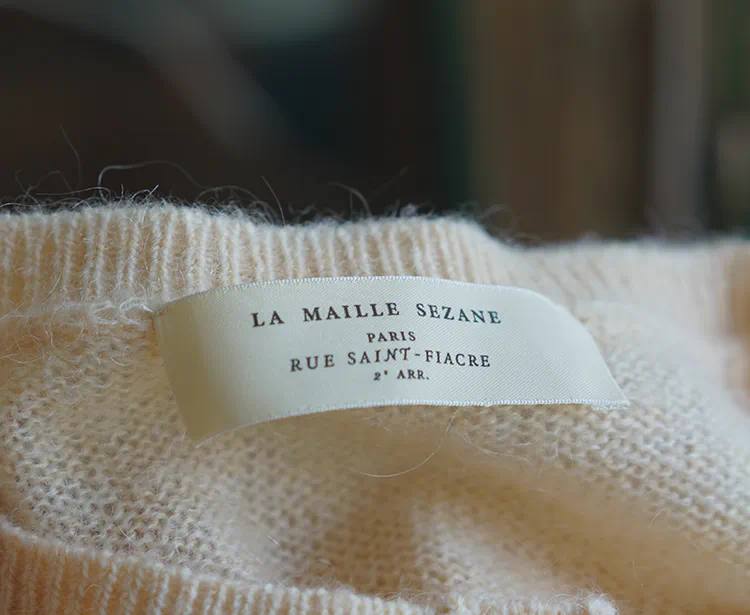 LA MAILLE SEZANE
PARIS
RUE SAINT-FIACRE
2ᵉ ARR.